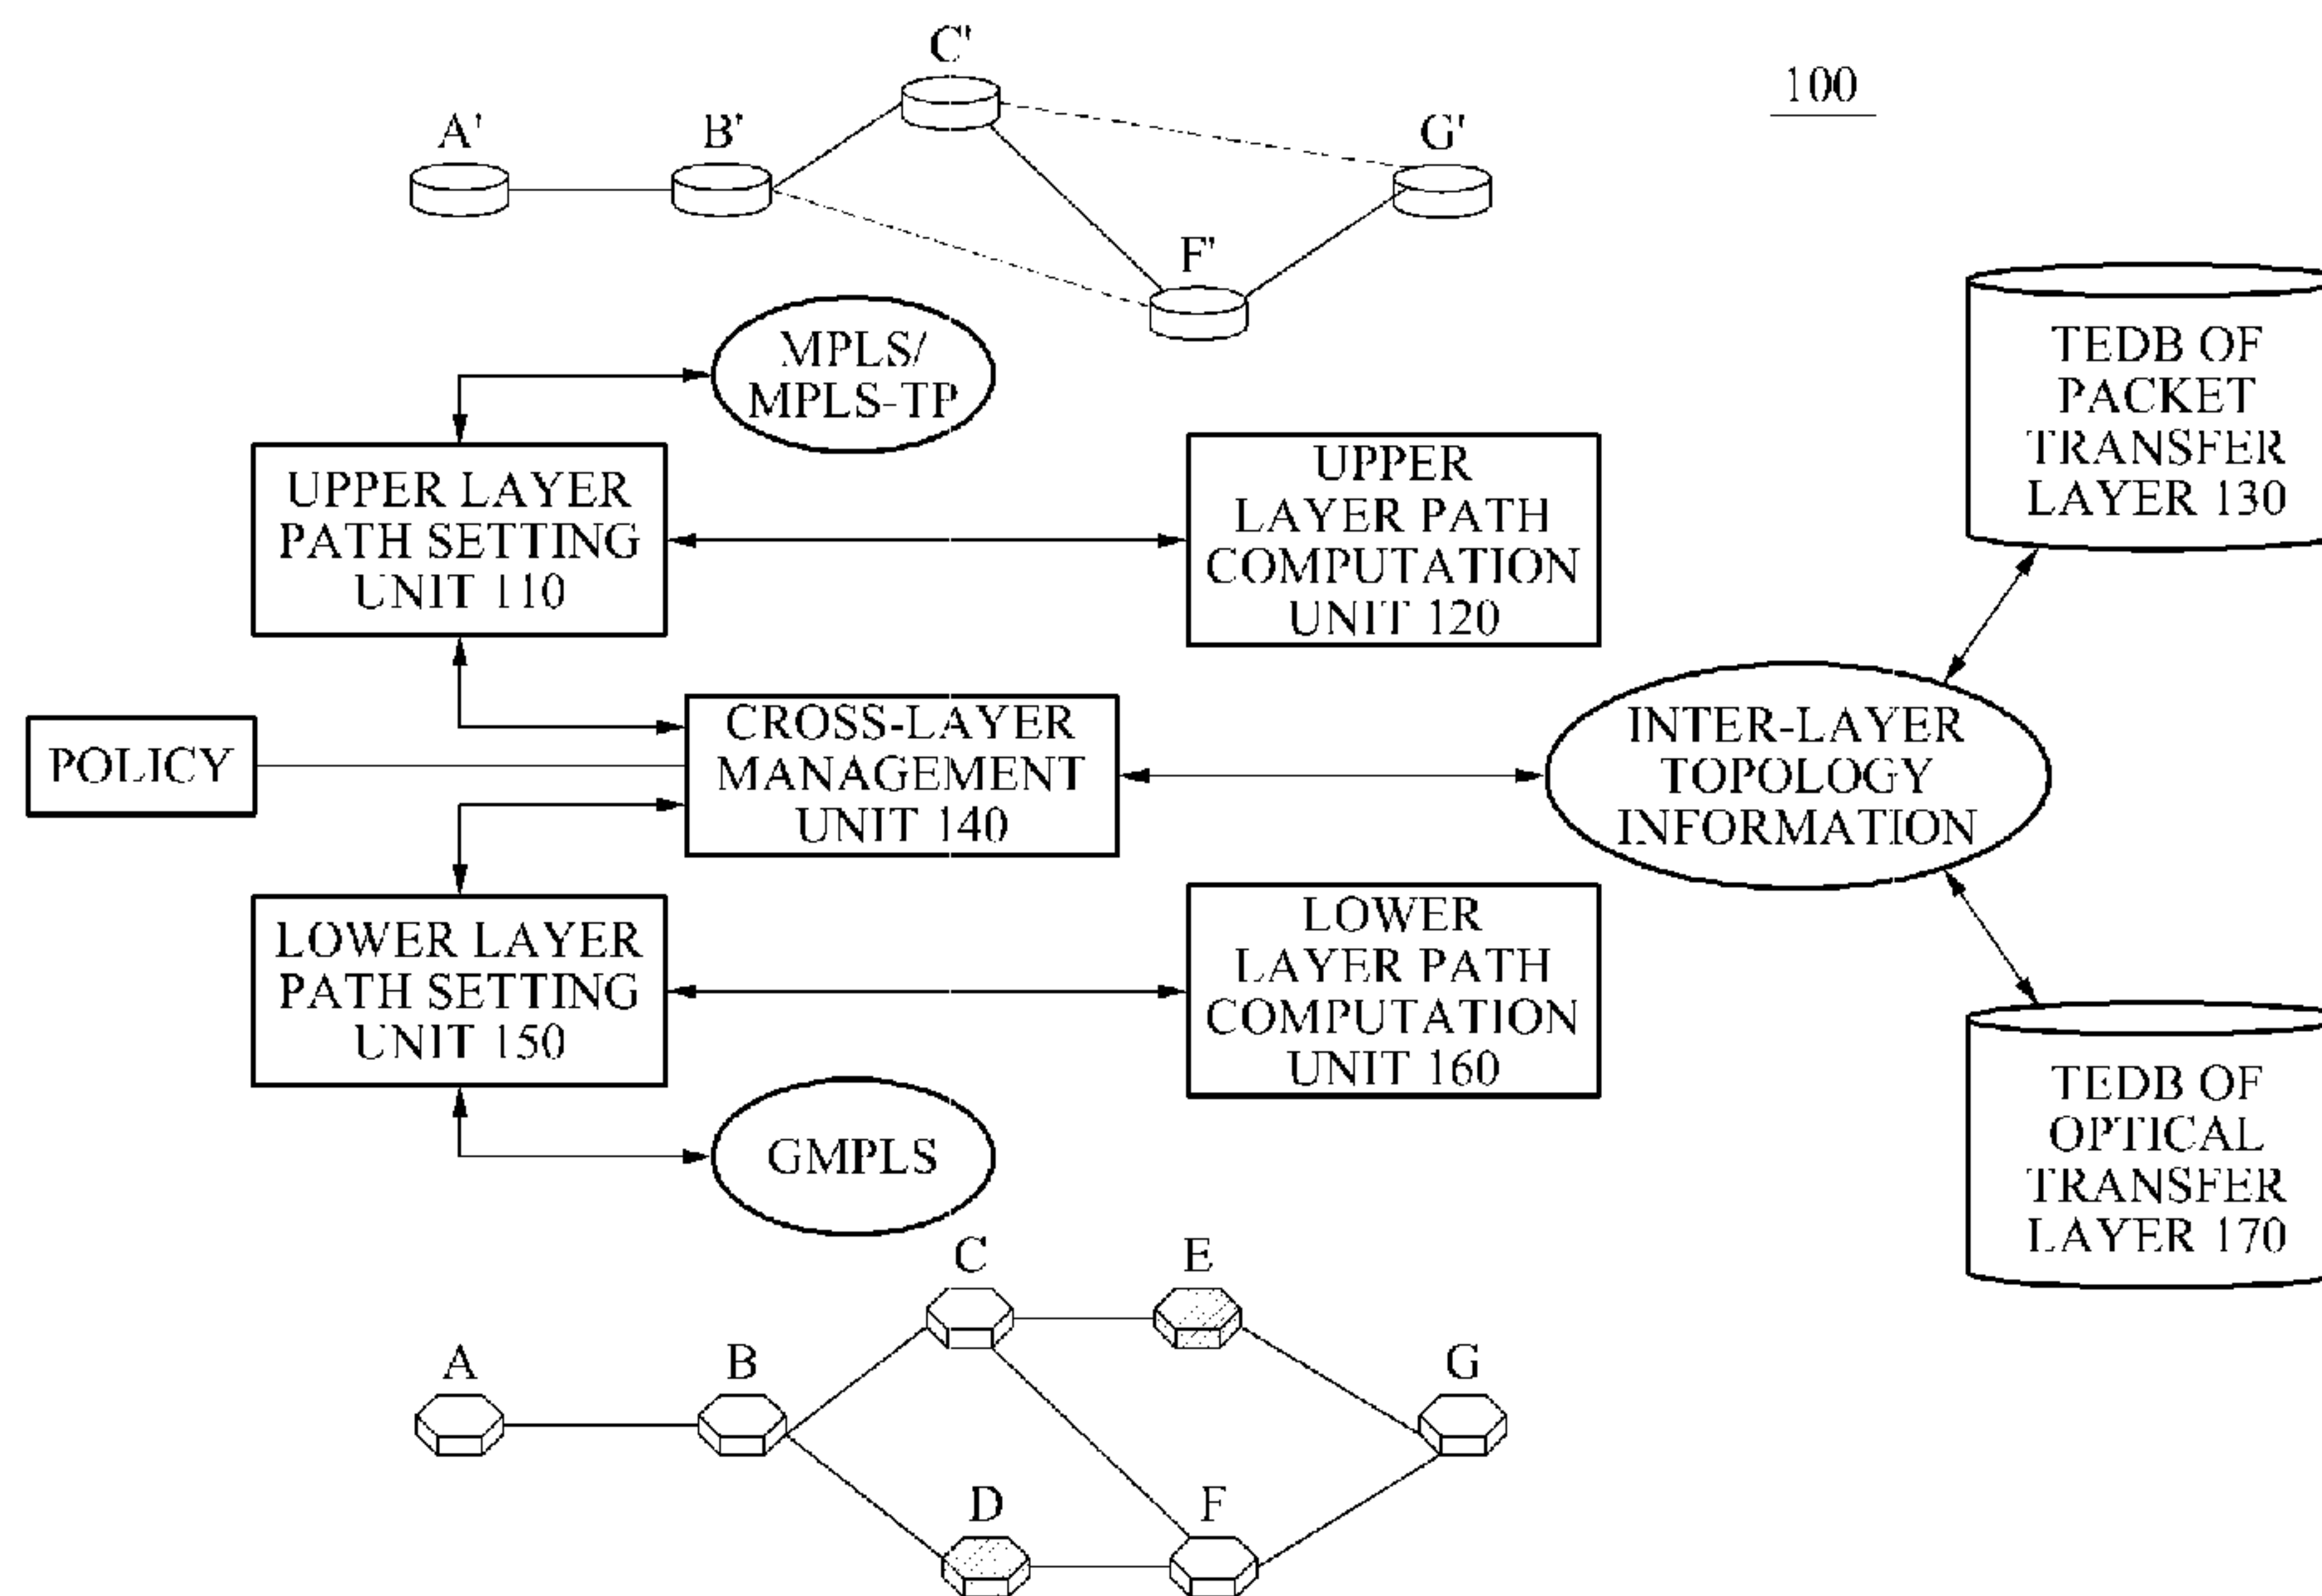 C'
100
A'
B'
G'
F'
MPLS/
MPLS-TP
TEDB OF
PACKET
TRANSFER
LAYER 130
UPPER LAYER
PATH SETTING
UNIT 110
UPPER
LAYER PATH
COMPUTATION
UNIT 120
POLICY
CROSS-LAYER
MANAGEMENT
UNIT 140
INTER-LAYER
TOPOLOGY
INFORMATION
LOWER LAYER
PATH SETTING
UNIT 150
LOWER
LAYER PATH
COMPUTATION
UNIT 160
TEDB OF
OPTICAL
TRANSFER
LAYER 170
GMPLS
C
E
A
B
G
D
F